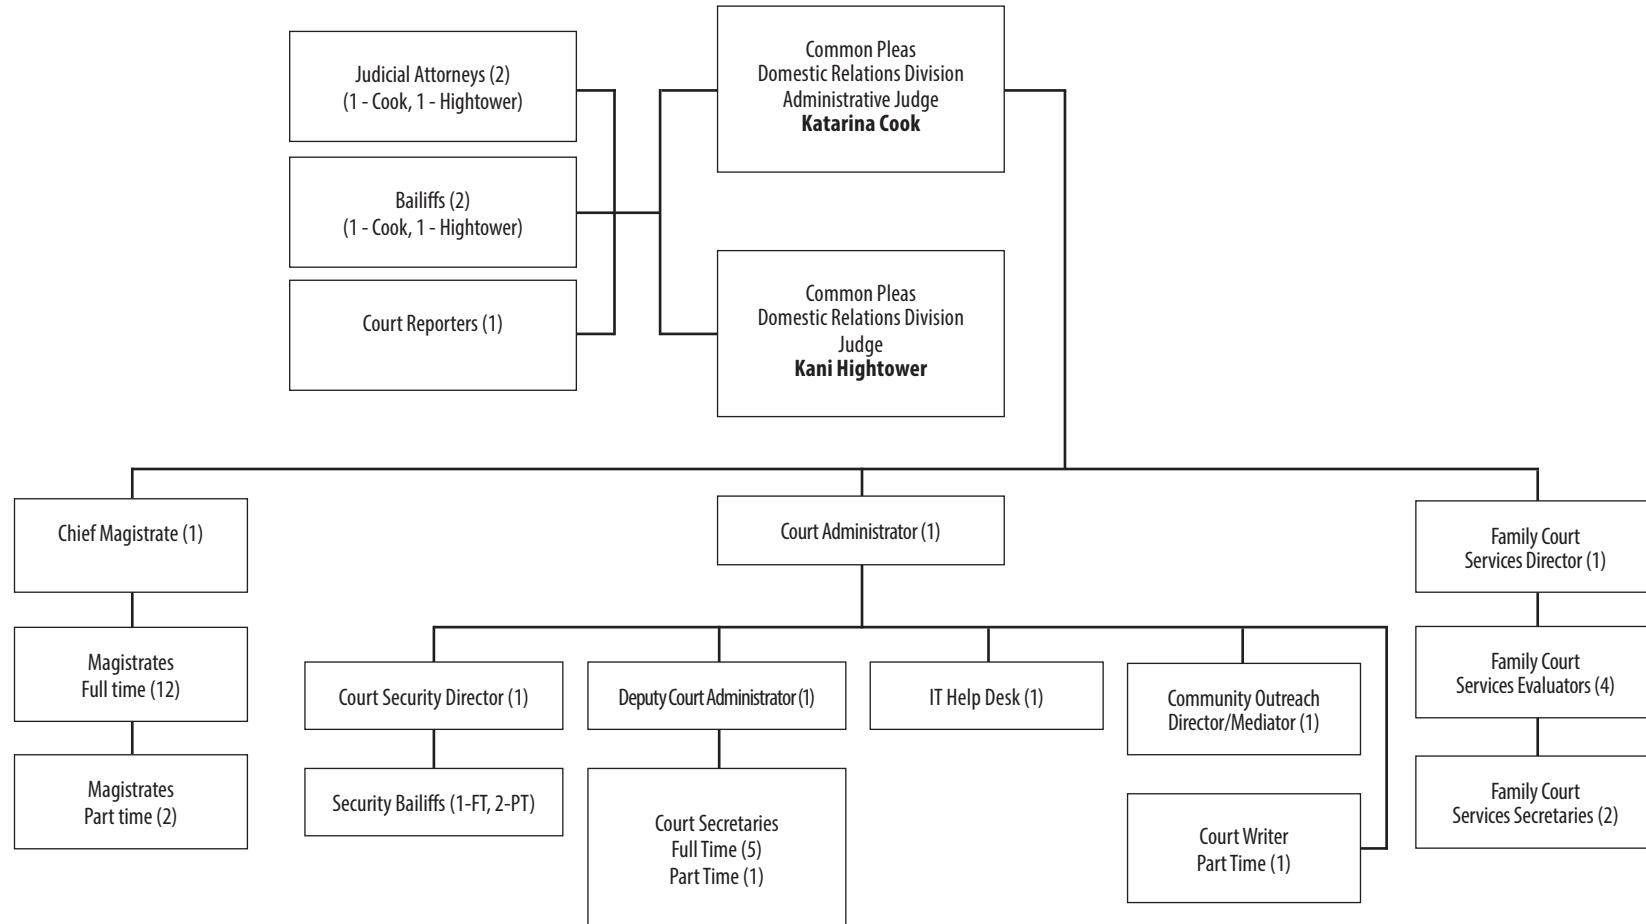 Judicial Attorneys (2)
(1 - Cook, 1 - Hightower)
Bailiffs (2)
(1 - Cook, 1 - Hightower)
Court Reporters (1)
Common Pleas
Domestic Relations Division
Administrative Judge
Katarina Cook
Common Pleas
Domestic Relations Division
Judge
Kani Hightower
Chief Magistrate (1)
Magistrates
Full time (12)
Magistrates
Part time (2)
Court Administrator (1)
Court Security Director (1)
Security Bailiffs (1-FT, 2-PT)
Deputy Court Administrator (1)
Court Secretaries
Full Time (5)
Part Time (1)
IT Help Desk (1)
Community Outreach
Director/Mediator (1)
Court Writer
Part Time (1)
Family Court
Services Director (1)
Family Court
Services Evaluators (4)
Family Court
Services Secretaries (2)